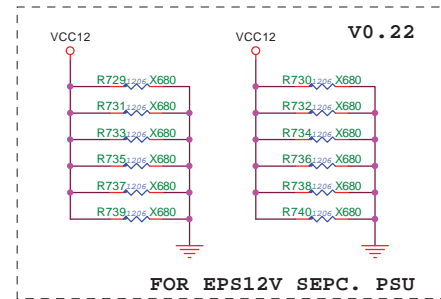 V0.22
VCC12 VCC12
R729 1206 X680 R730 1206 X680
R731 1206 X680 R732 1206 X680
R733 1206 X680 R734 1206 X680
R735 1206 X680 R736 1206 X680
R737 1206 X680 R738 1206 X680
R739 1206 X680 R740 1206 X680
FOR EPS12V SEPC. PSU